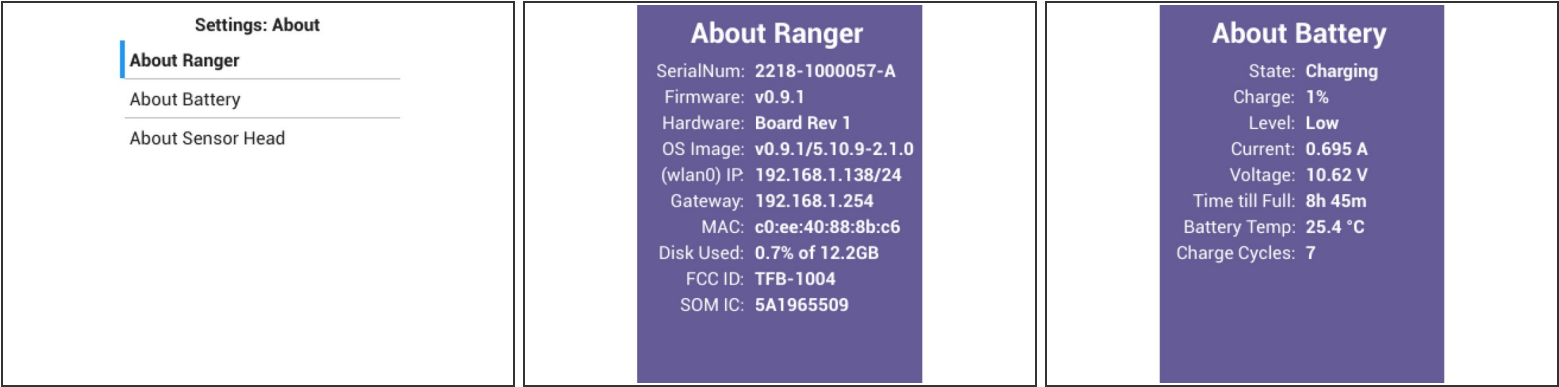 Settings: About
About Ranger
About Battery
About Sensor Head
About Ranger
SerialNum: 2218-1000057-A
Firmware: v0.9.1
Hardware: Board Rev 1
OS Image: v0.9.1/5.10.9-2.1.0
(wlan0) IP: 192.168.1.138/24
Gateway: 192.168.1.254
MAC: c0:ee:40:88:8b:c6
Disk Used: 0.7% of 12.2GB
FCC ID: TFB-1004
SOM IC: 5A1965509
About Battery
State: Charging
Charge: 1%
Level: Low
Current: 0.695 A
Voltage: 10.62 V
Time till Full: 8h 45m
Battery Temp: 25.4 °C
Charge Cycles: 7